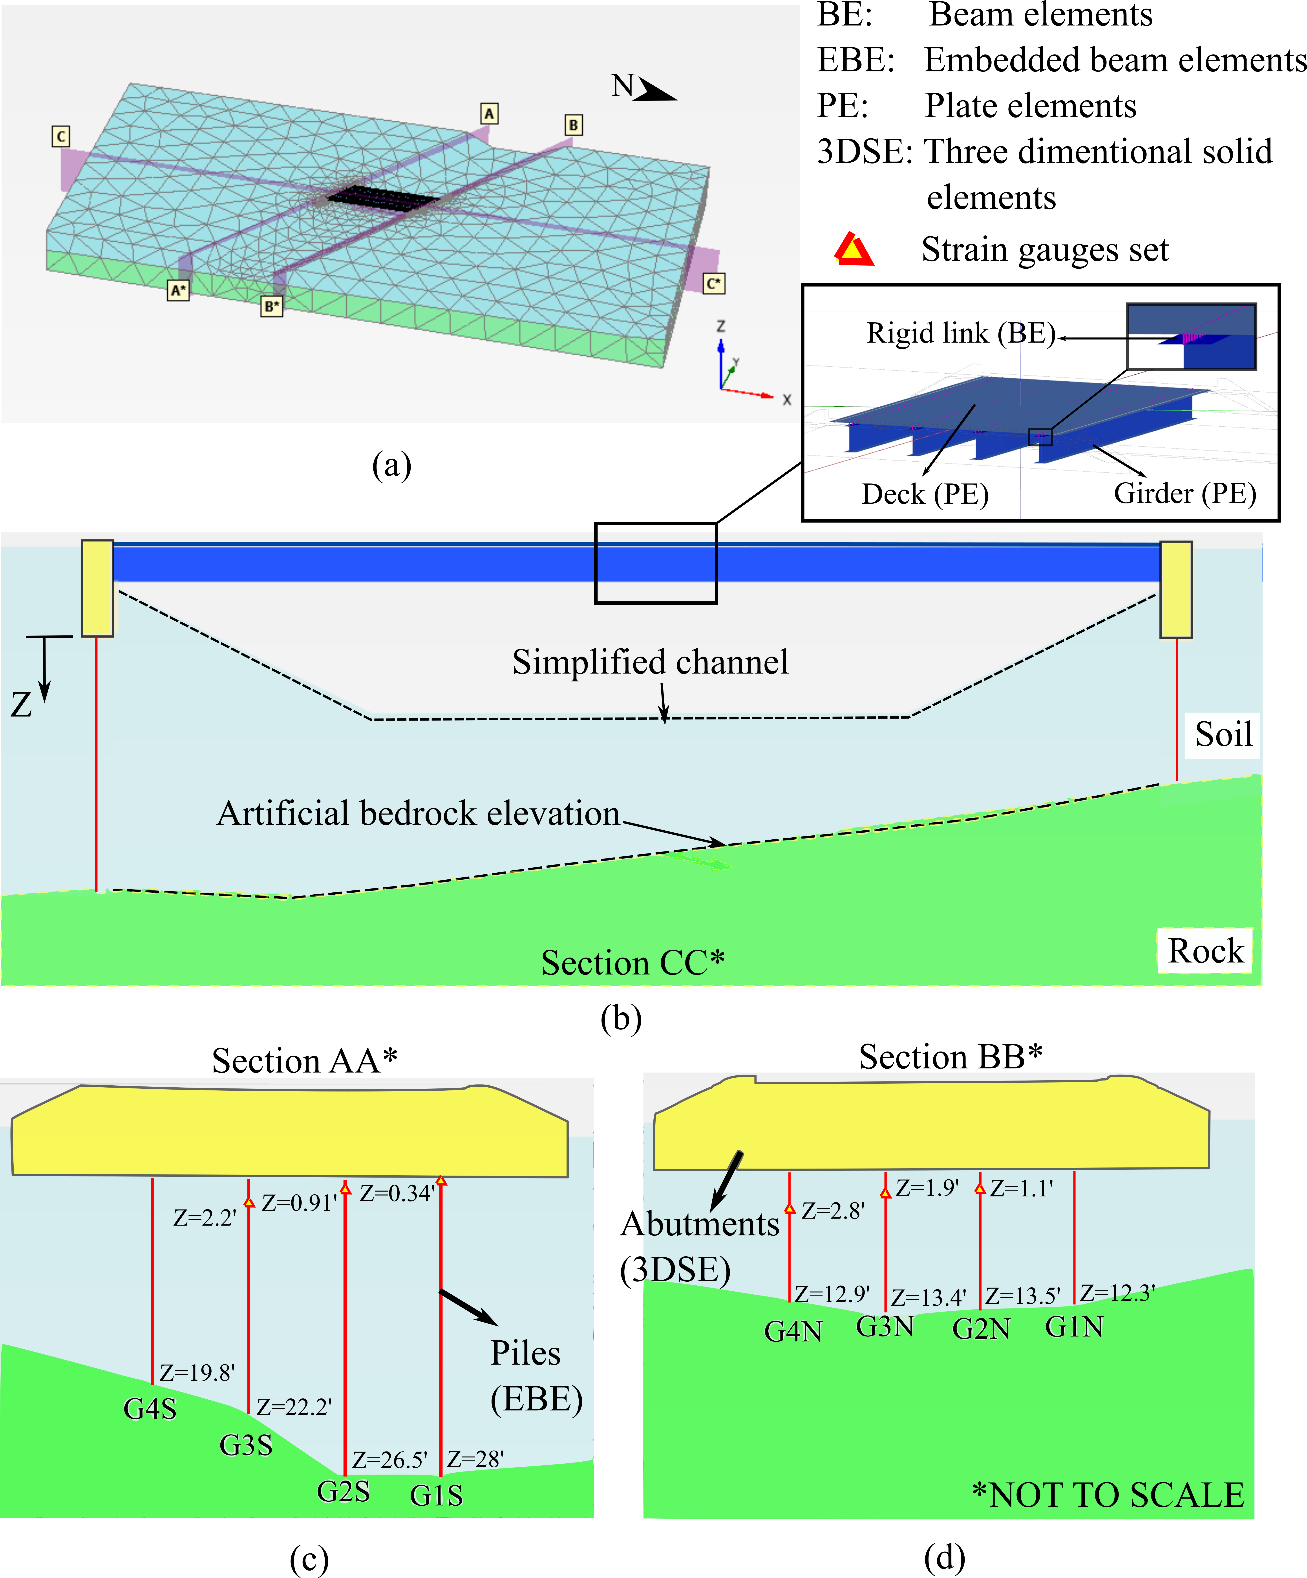 BE: Beam elements
EBE: Embedded beam elements
PE: Plate elements
3DSE: Three dimentional solid
elements
Strain gauges set
N
A
B
C
A*
B*
C*
Z
Y
X
(a)
Rigid link (BE)
Deck (PE)
Girder (PE)
Z
Simplified channel
Soil
Artificial bedrock elevation
Rock
Section CC*
(b)
Section AA*
Z=2.2'
Z=0.91'
Z=0.34'
Piles
(EBE)
Z=19.8'
Z=22.2'
Z=26.5'
Z=28'
G4S
G3S
G2S
G1S
(c)
Section BB*
Abutments
(3DSE)
Z=2.8'
Z=1.9'
Z=1.1'
Z=12.9'
Z=13.4'
Z=13.5'
Z=12.3'
G4N
G3N
G2N
G1N
*NOT TO SCALE
(d)